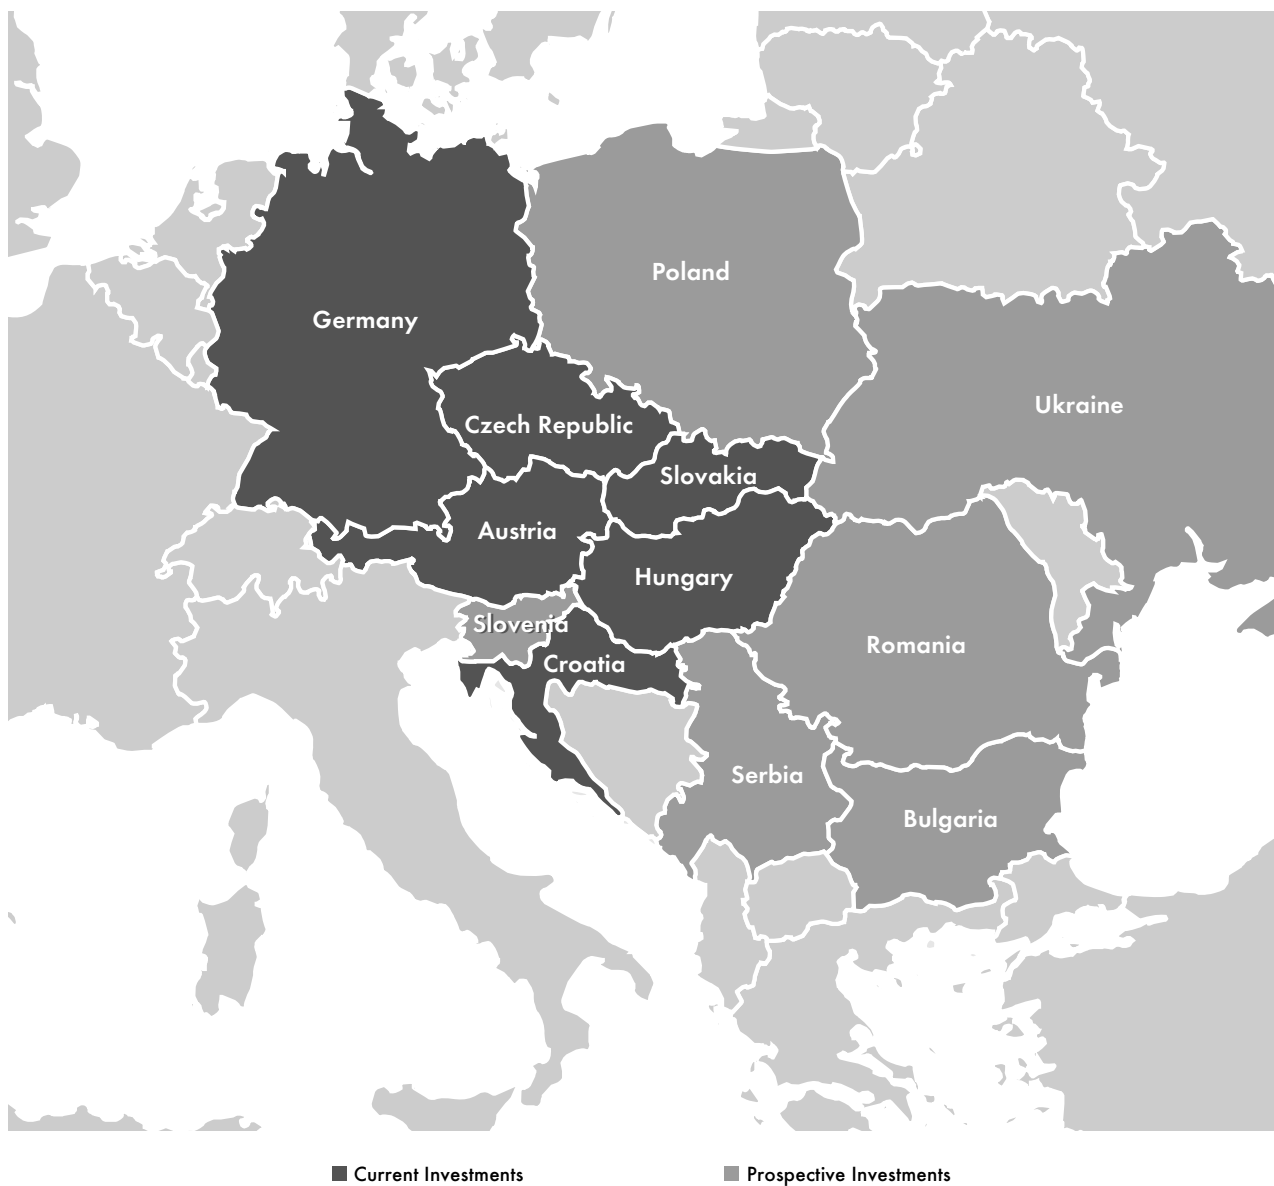 Poland
Germany
Ukraine
Czech Republic
Slovakia
Austria
Hungary
Slovenia
Romania
Croatia
Serbia
Bulgaria
Current Investments
Prospective Investments